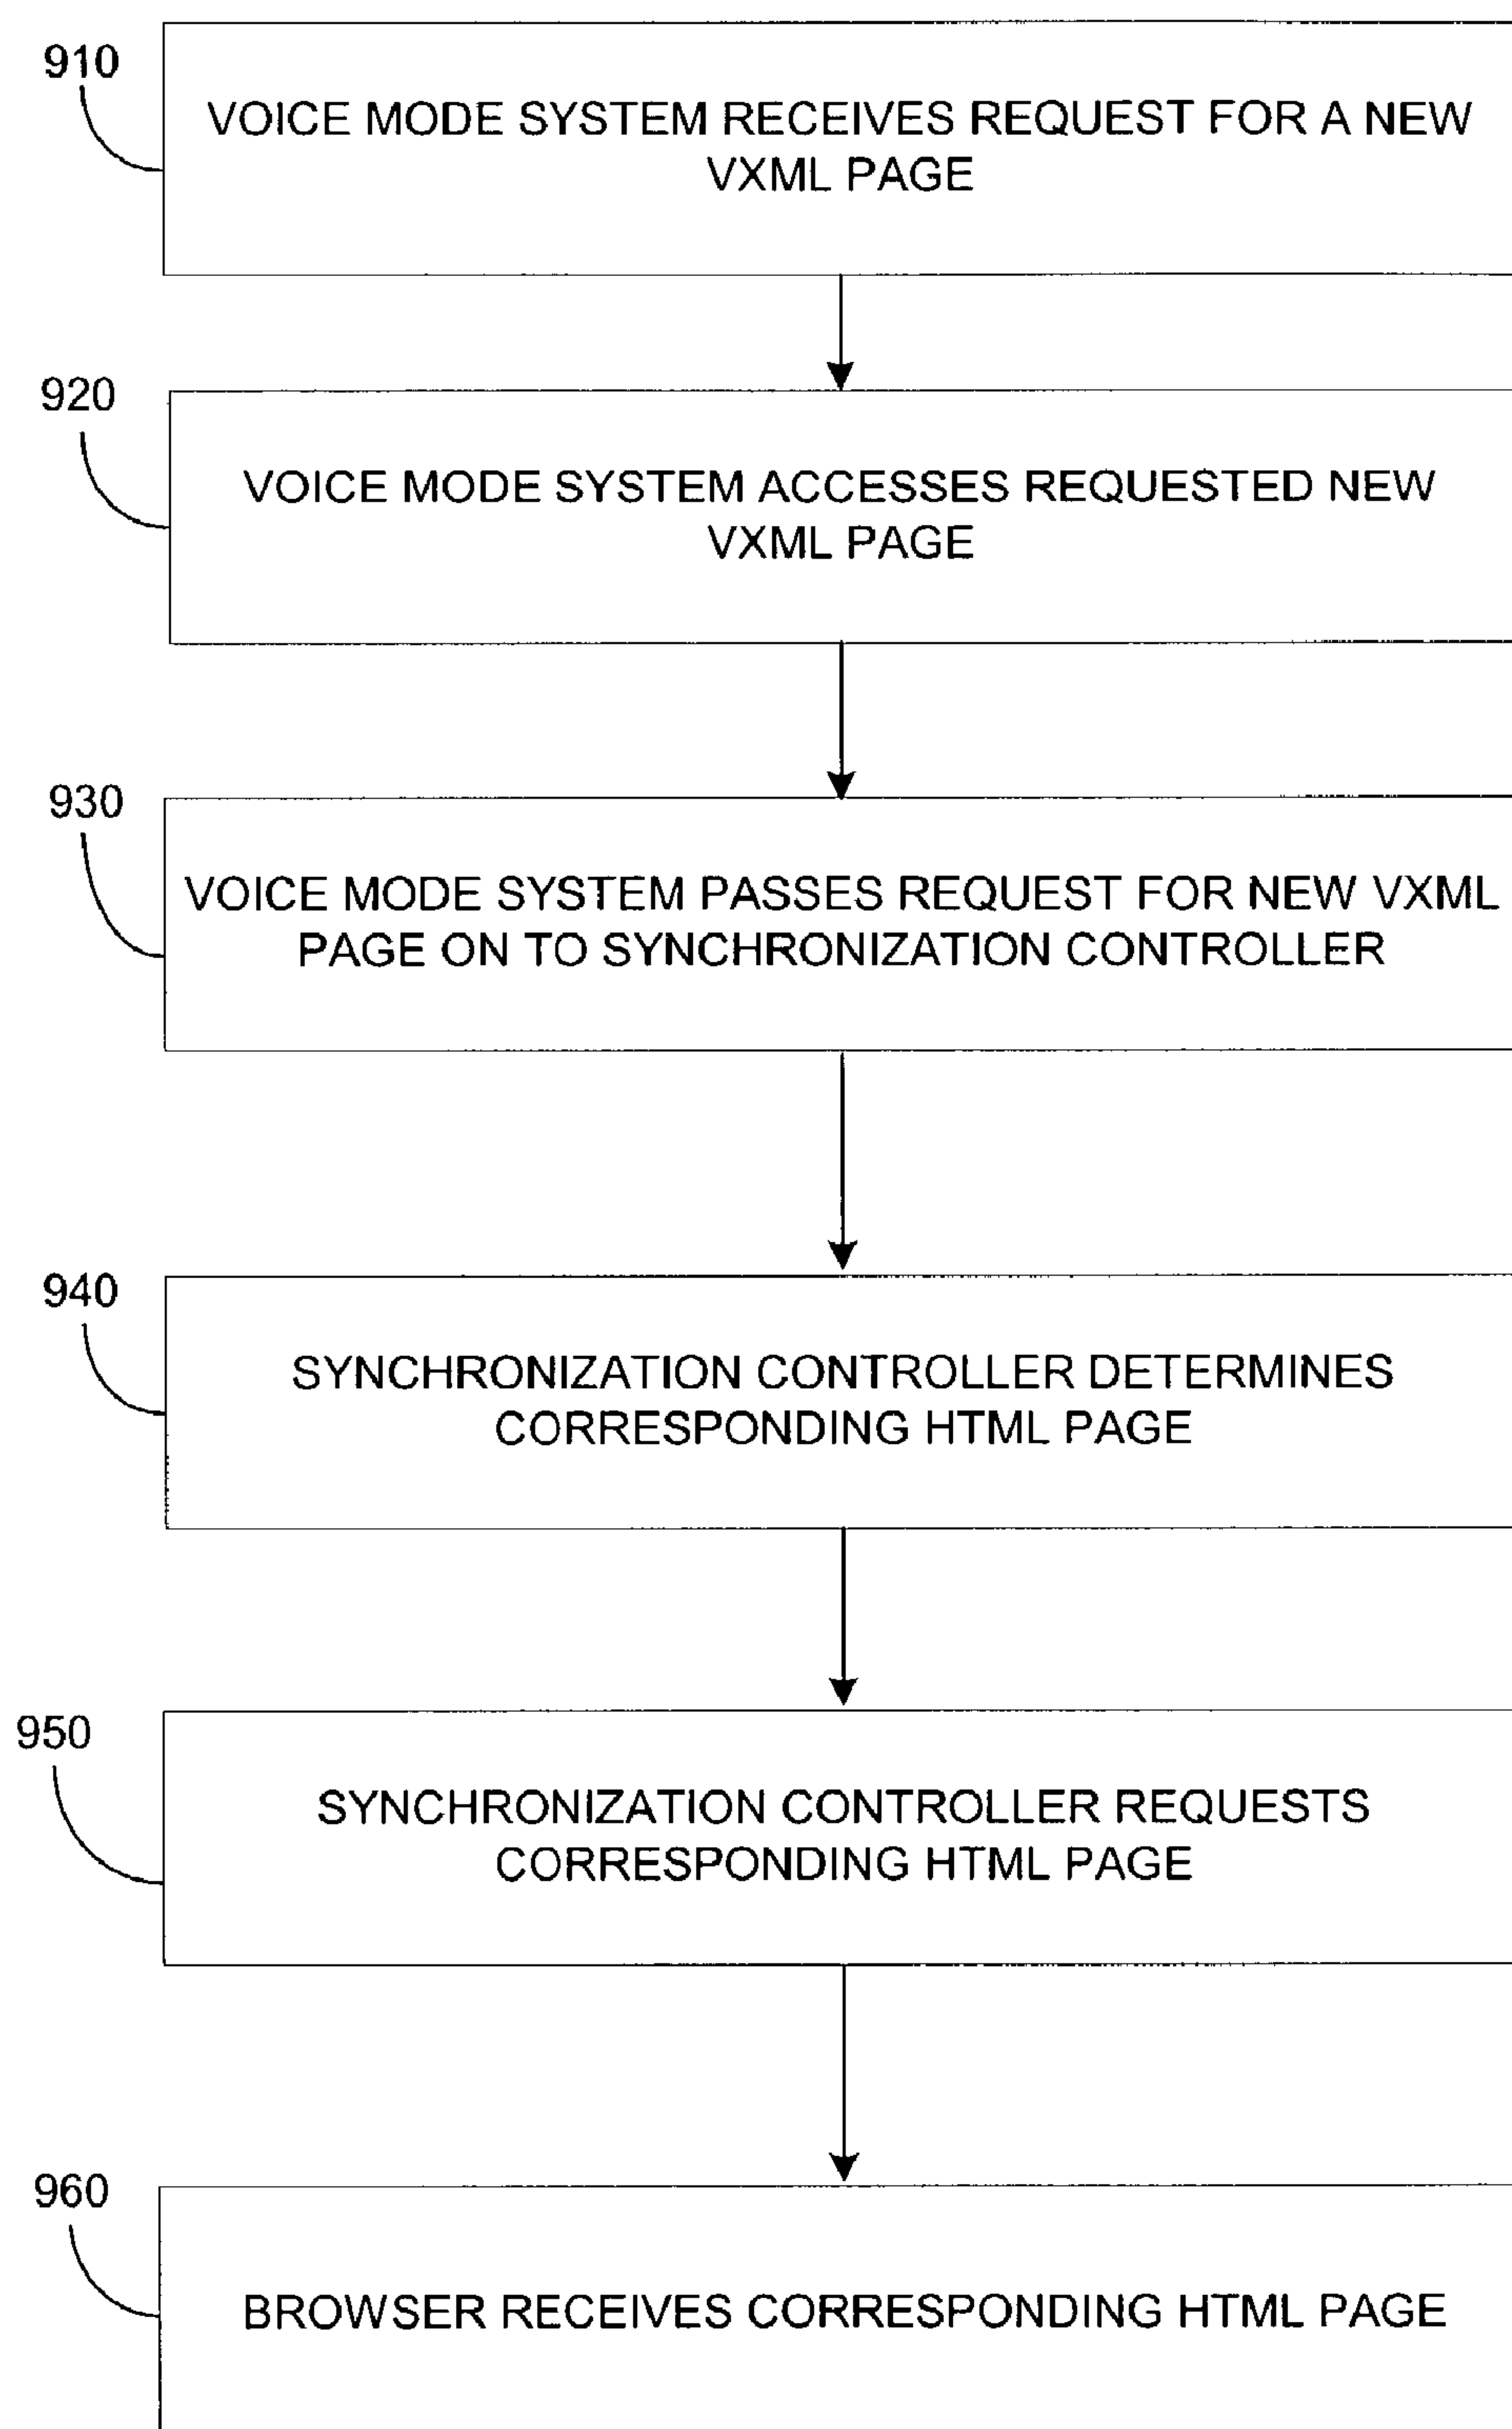 910
VOICE MODE SYSTEM RECEIVES REQUEST FOR A NEW
VXML PAGE
920
VOICE MODE SYSTEM ACCESSES REQUESTED NEW
VXML PAGE
930
VOICE MODE SYSTEM PASSES REQUEST FOR NEW VXML
PAGE ON TO SYNCHRONIZATION CONTROLLER
940
SYNCHRONIZATION CONTROLLER DETERMINES
CORRESPONDING HTML PAGE
950
SYNCHRONIZATION CONTROLLER REQUESTS
CORRESPONDING HTML PAGE
960
BROWSER RECEIVES CORRESPONDING HTML PAGE